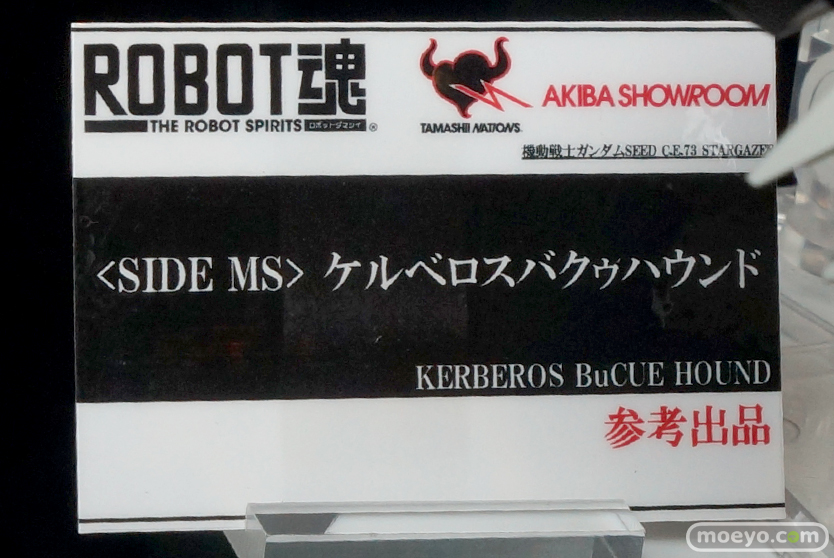 ROBOT魂
THE ROBOT SPIRITS ロボットダマシイ ®
TAMASHII NATIONS
AKIBA SHOWROOM
機動戦士ガンダムSEED C.E.73 STARGAZE
<SIDE MS> ケルベロスバクゥハウンド
KERBEROS BuCUE HOUND
参考出品
moeyo.com